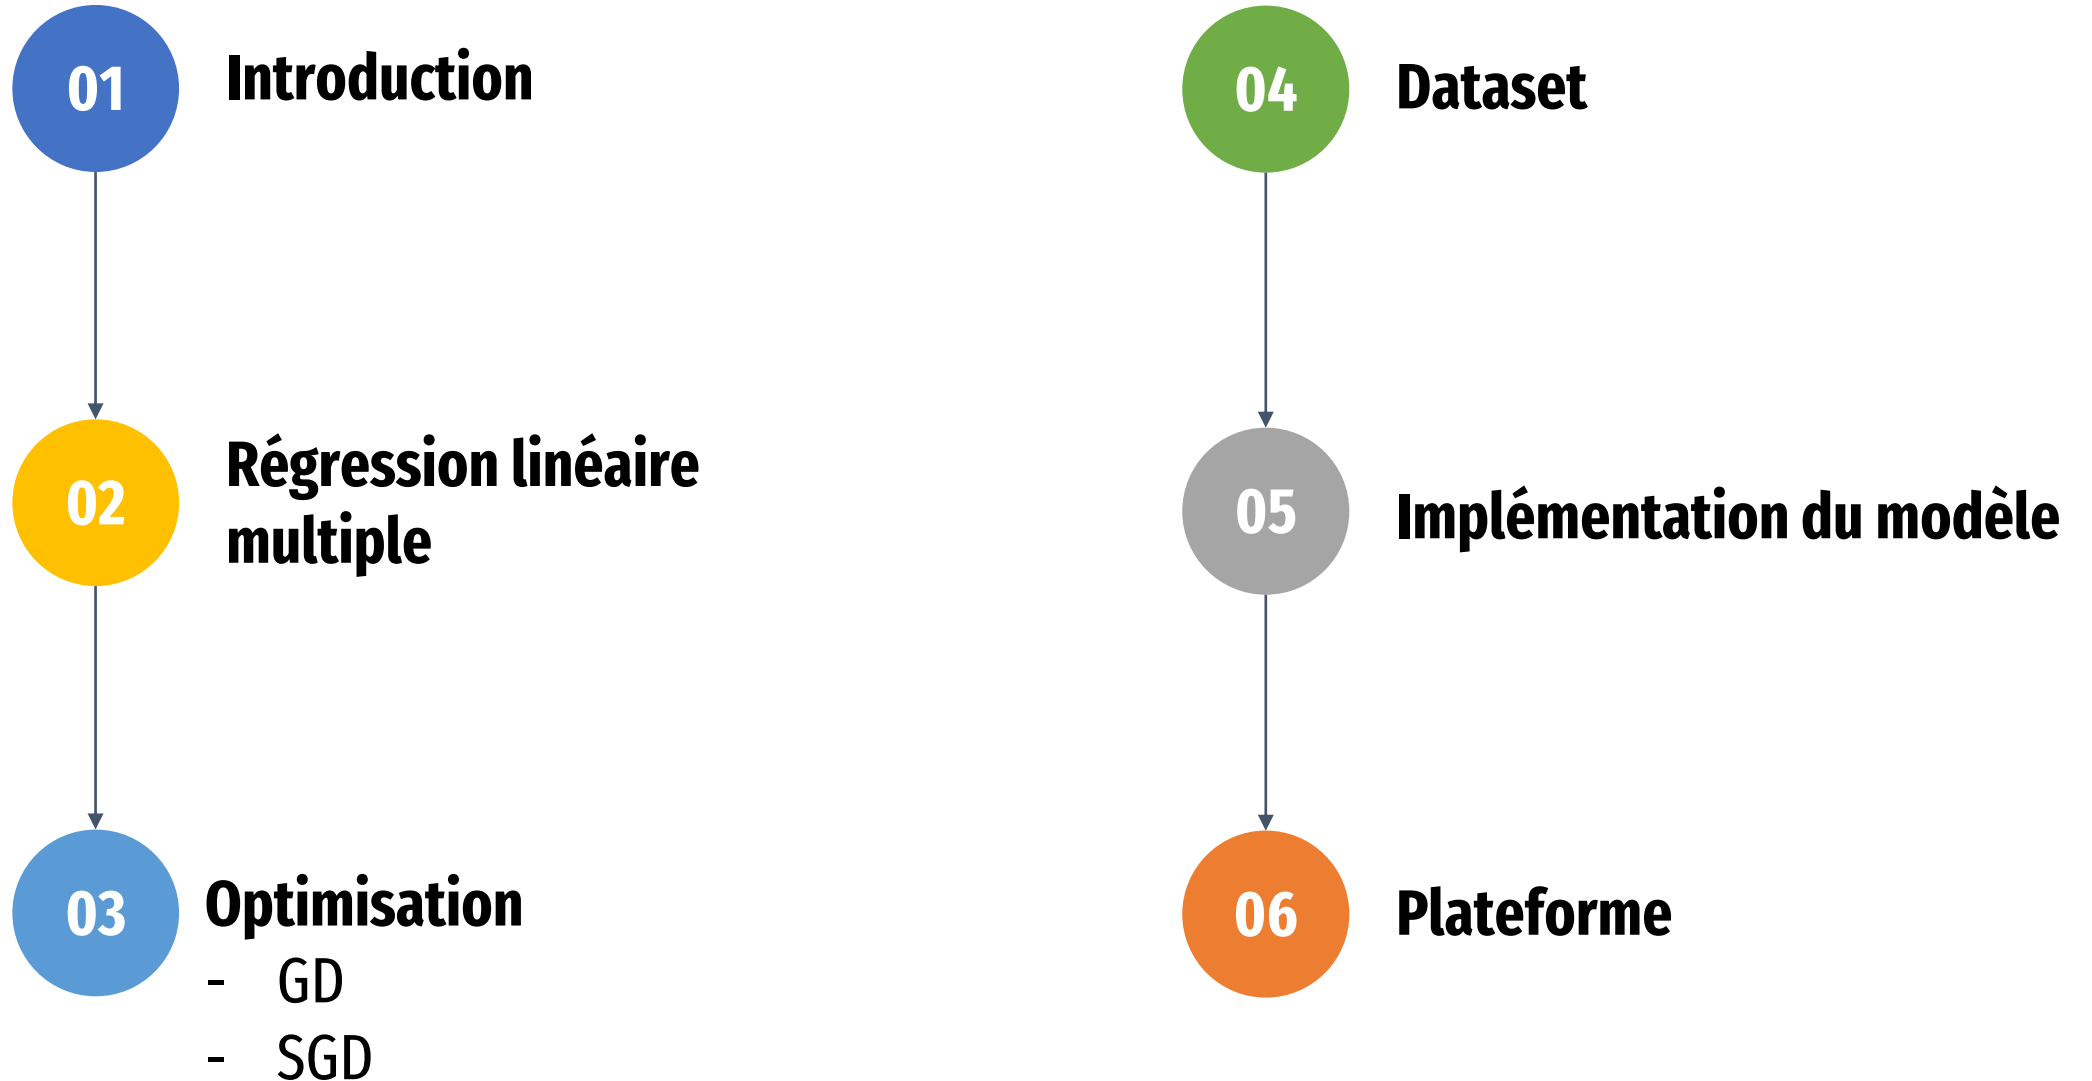 01
Introduction
02
Régression linéaire
multiple
03
Optimisation
- GD
- SGD
04
Dataset
05
Implémentation du modèle
06
Plateforme